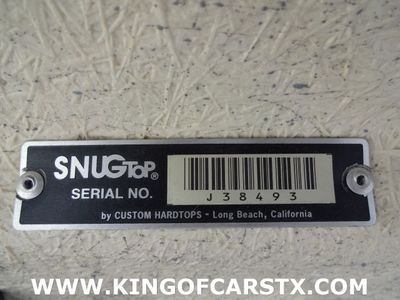 SNUGTOP®
SERIAL NO.
J38493
by CUSTOM HARDTOPS - Long Beach, California
WWW.KINGOFCARSTX.COM